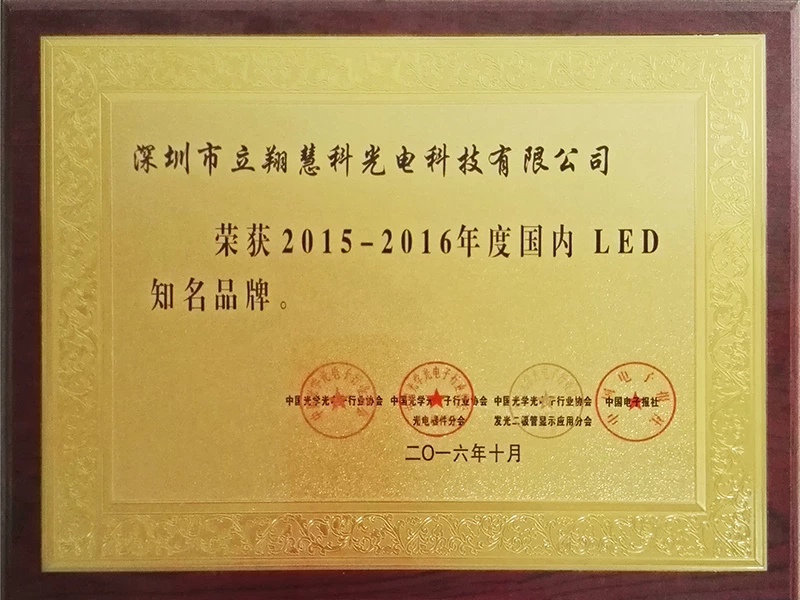 深圳市立翔慧科光电科技有限公司
荣获2015-2016年度国内 LED
知名品牌。
中国光学光电子行业协会 中国光学光电子行业协会 中国光学光电子行业协会 中国电子报社
光电器件分会 发光二极管显示应用分会
二〇一六年十月